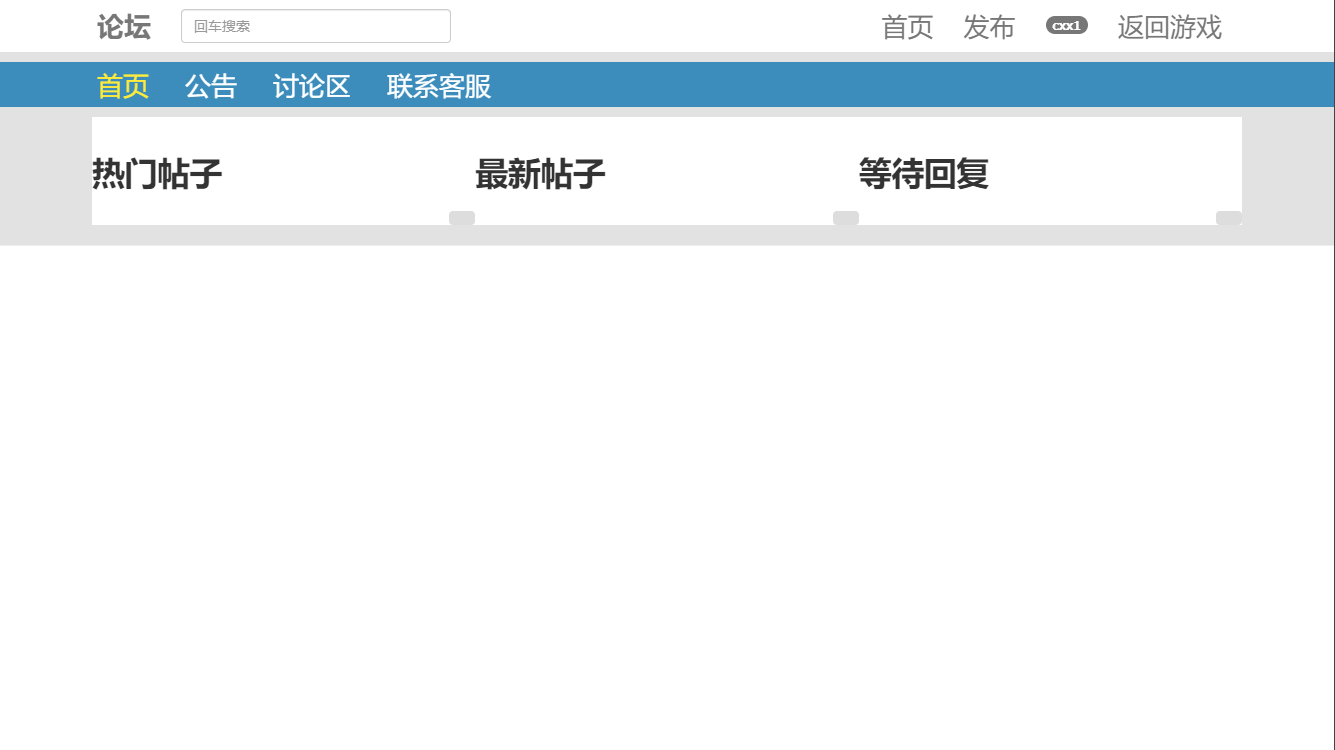 论坛 回车搜索 首页 发布 cxx1 返回游戏
首页 公告 讨论区 联系客服
热门帖子 最新帖子 等待回复